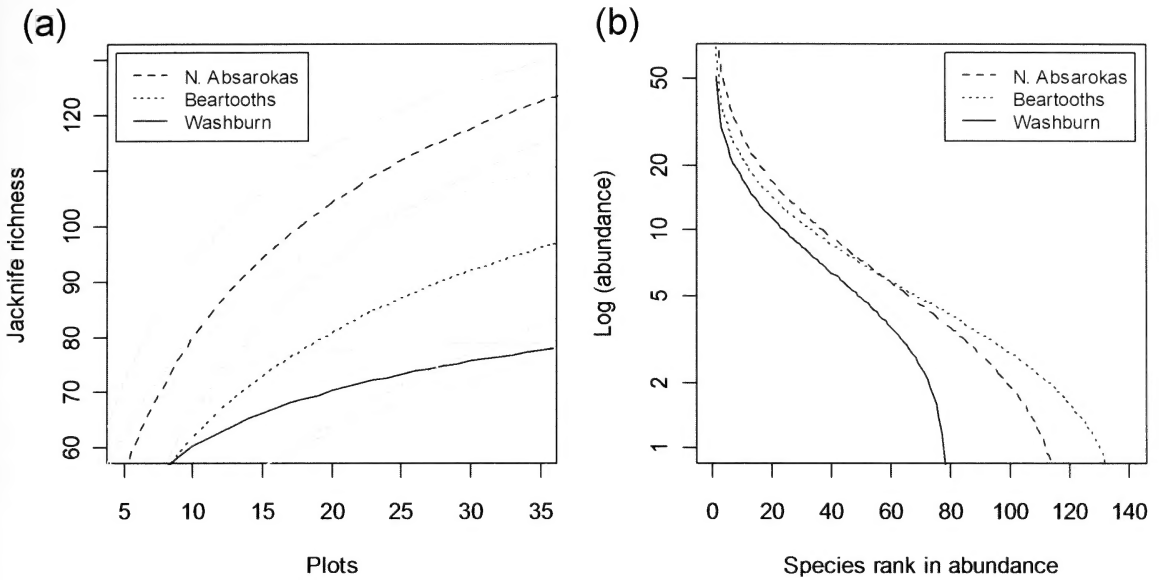 (a)
N. Absarokas
Beartooths
Washburn
Jacknife richness
120
100
90
80
70
60
5 10 15 20 25 30 35
Plots
(b)
N. Absarokas
Beartooths
Washburn
Log (abundance)
50
20
10
5
2
1
0 20 40 60 80 100 120 140
Species rank in abundance